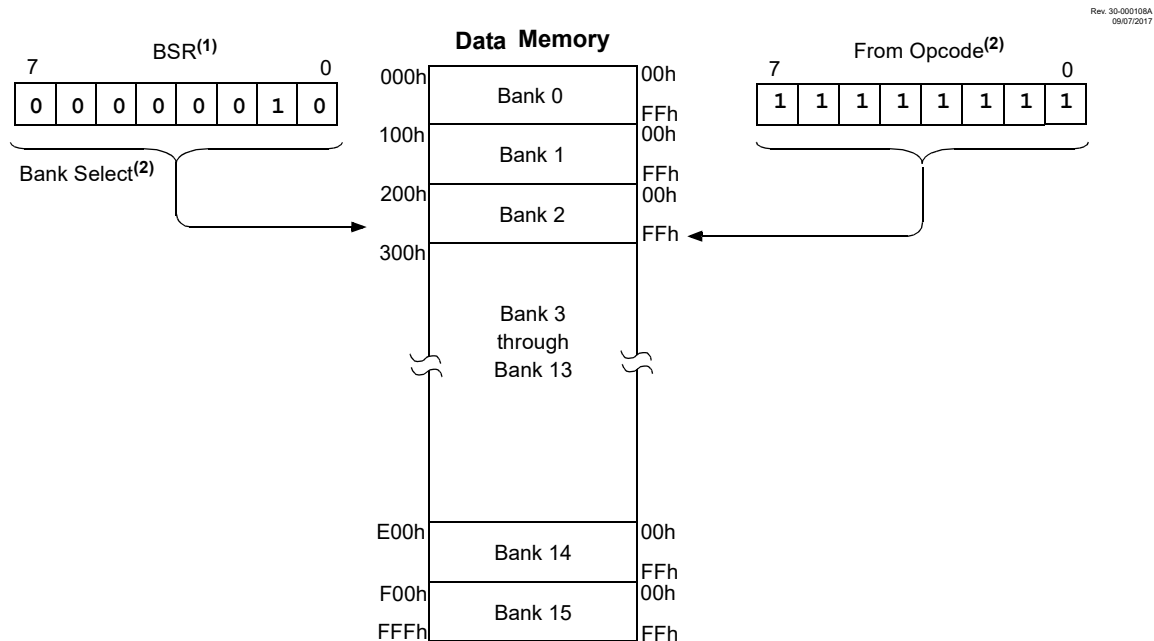 Rev. 30-000108A
09/07/2017
Data Memory
BSR(1)
7 0
0 0 0 0 0 0 1 0
Bank Select(2)
From Opcode(2)
7 0
1 1 1 1 1 1 1 1
000h Bank 0 00h
FFh
100h Bank 1 00h
FFh
200h Bank 2 00h
FFh
300h
Bank 3
through
Bank 13
E00h Bank 14 00h
FFh
F00h Bank 15 00h
FFFh FFh